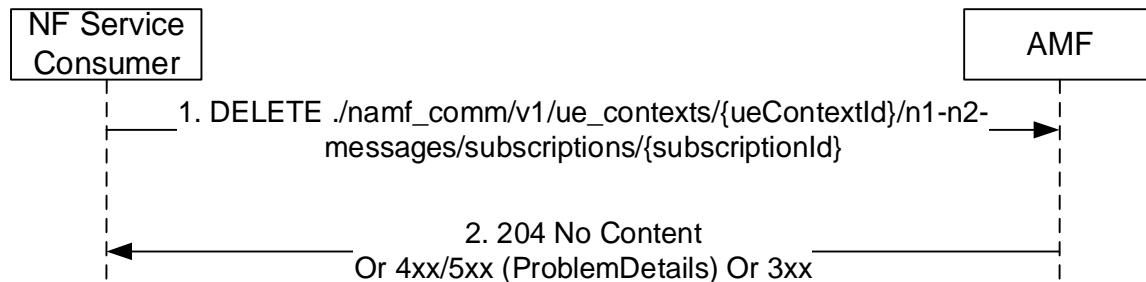 NF Service
Consumer
AMF
1. DELETE ./namf_comm/v1/ue_contexts/{ueContextId}/n1-n2-
messages/subscriptions/{subscriptionId}
2. 204 No Content
Or 4xx/5xx (ProblemDetails) Or 3xx